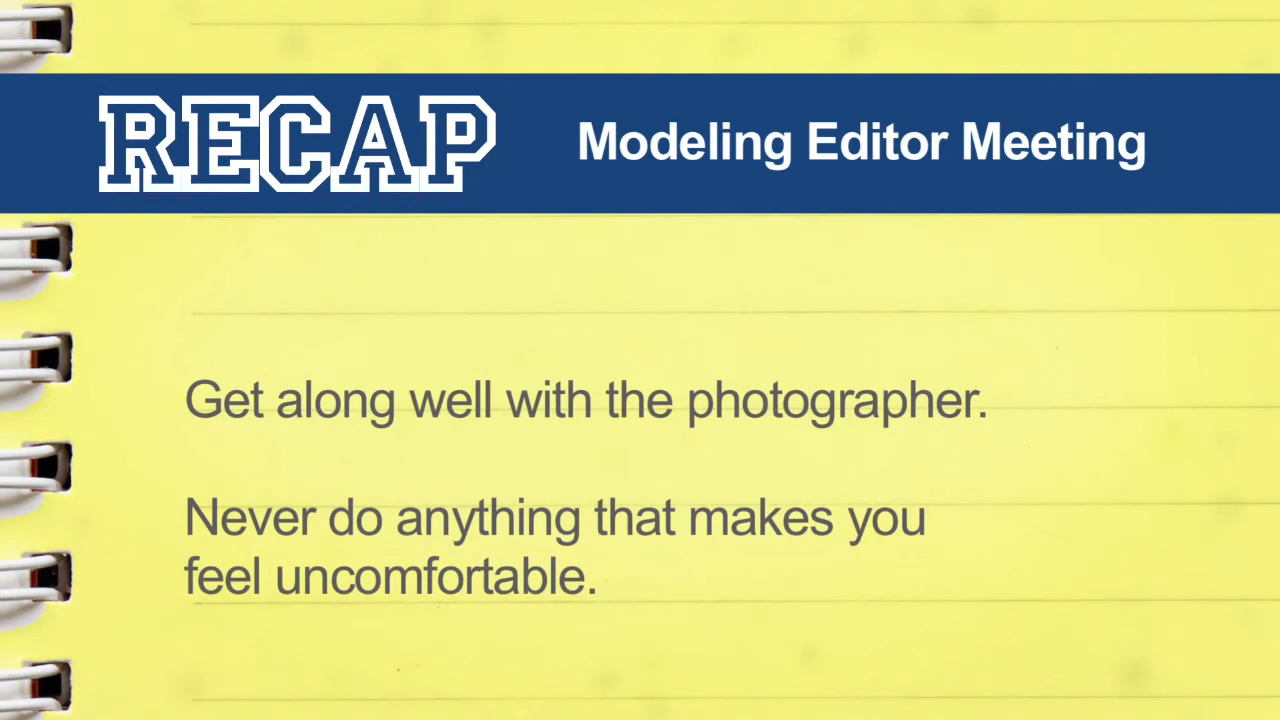 RECAP
Modeling Editor Meeting
Get along well with the photographer.
Never do anything that makes you
feel uncomfortable.